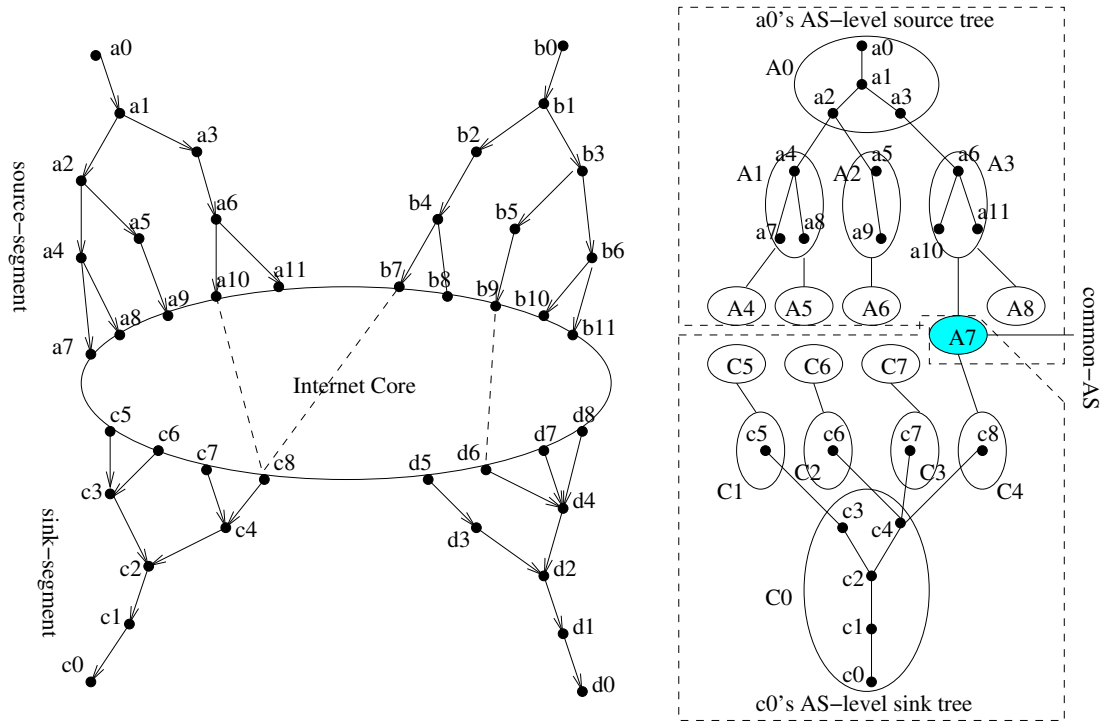 a0
b0
a1
b1
a3
b2
a2
b3
source-segment
a6
b4
b5
a5
a4
b6
a10
a11
b7
b8
b9
b10
a9
a8
b11
a7
Internet Core
c5
c6
d8
d7
c7
c8
d5
d6
c3
d4
c4
d3
sink-segment
c2
d2
c1
d1
c0
d0
a0's AS-level source tree
a0
A0
a1
a2
a3
a4
a5
a6
A1
A2
A3
a7
a8
a9
a10
a11
A4
A5
A6
A8
A7
common-AS
C5
C6
C7
c5
c6
c7
c8
C1
C2
C3
C4
c3
c4
c2
C0
c1
c0
c0's AS-level sink tree